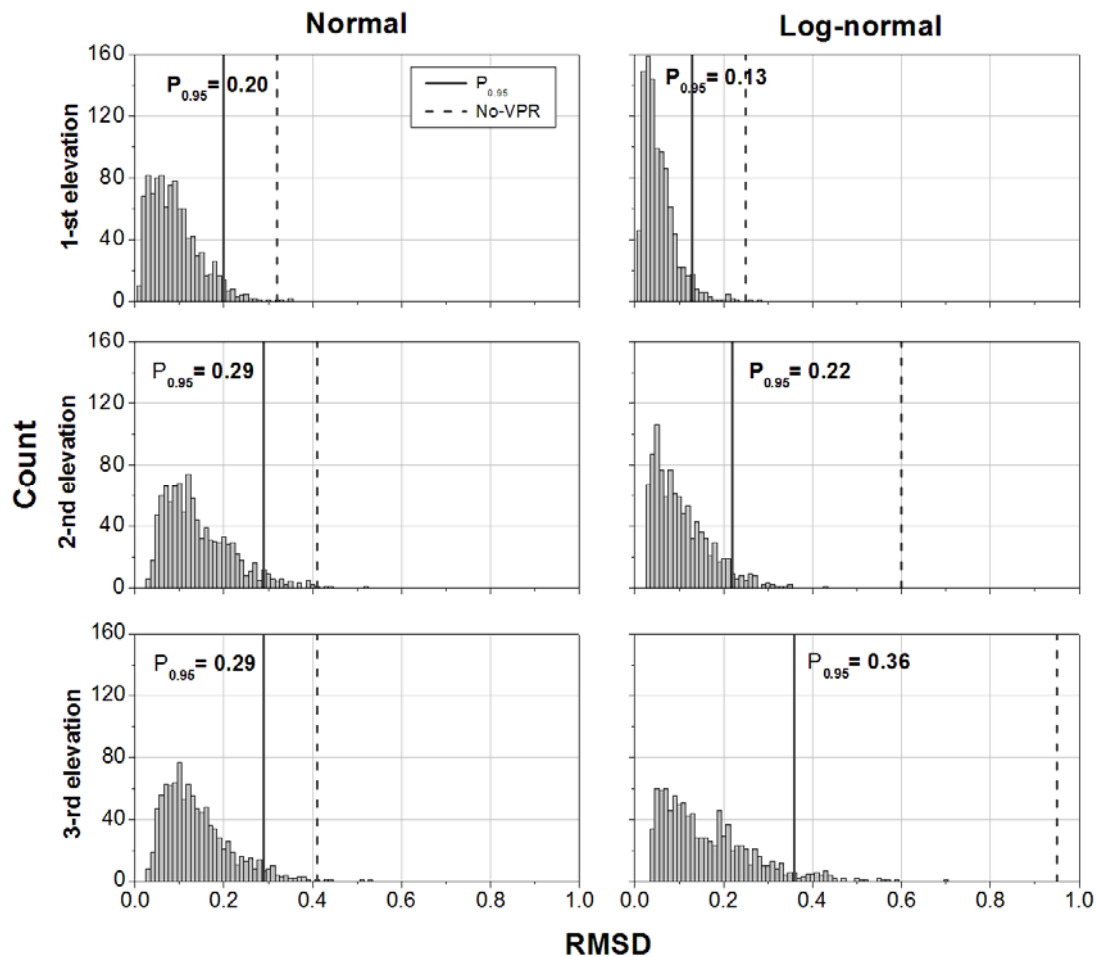 Normal
Log-normal
1-st elevation
160
120
80
40
0
P0.95= 0.20
P0.95
No-VPR
P0.95= 0.13
Count
2-nd elevation
160
120
80
40
0
P0.95= 0.29
P0.95= 0.22
3-rd elevation
160
120
80
40
0
P0.95= 0.29
P0.95= 0.36
0.0 0.2 0.4 0.6 0.8 1.0
0.0 0.2 0.4 0.6 0.8 1.0
RMSD